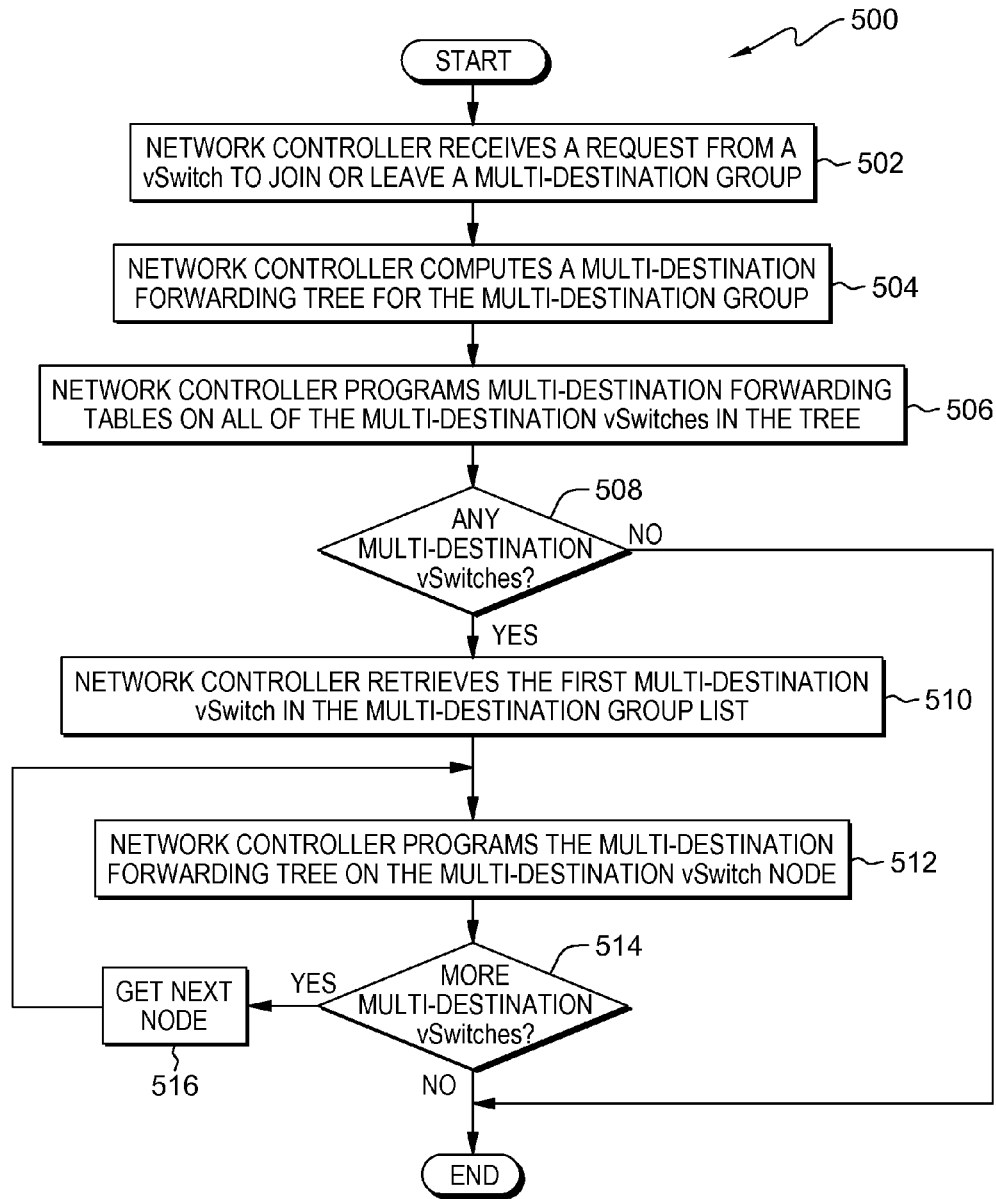 500
START
NETWORK CONTROLLER RECEIVES A REQUEST FROM A
vSwitch TO JOIN OR LEAVE A MULTI-DESTINATION GROUP
502
NETWORK CONTROLLER COMPUTES A MULTI-DESTINATION
FORWARDING TREE FOR THE MULTI-DESTINATION GROUP
504
NETWORK CONTROLLER PROGRAMS MULTI-DESTINATION FORWARDING
TABLES ON ALL OF THE MULTI-DESTINATION vSwitches IN THE TREE
506
508
ANY
MULTI-DESTINATION
vSwitches?
NO
YES
NETWORK CONTROLLER RETRIEVES THE FIRST MULTI-DESTINATION
vSwitch IN THE MULTI-DESTINATION GROUP LIST
510
NETWORK CONTROLLER PROGRAMS THE MULTI-DESTINATION
FORWARDING TREE ON THE MULTI-DESTINATION vSwitch NODE
512
514
MORE
MULTI-DESTINATION
vSwitches?
YES
GET NEXT
NODE
516
NO
END